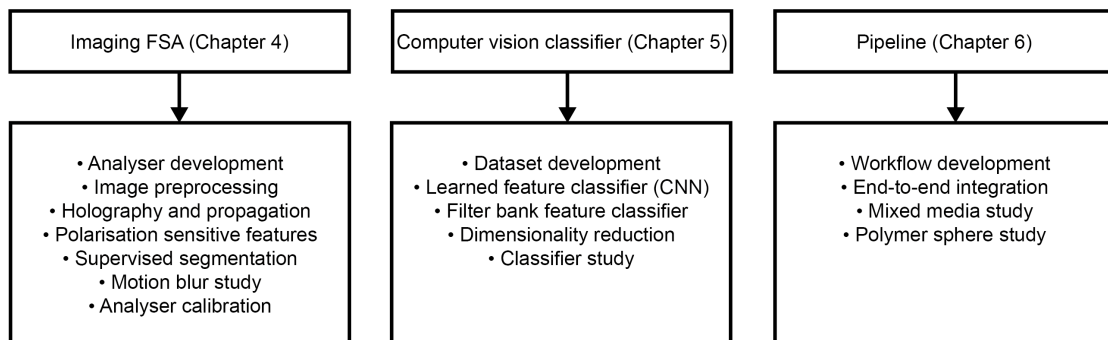 Imaging FSA (Chapter 4)
• Analyser development
• Image preprocessing
• Holography and propagation
• Polarisation sensitive features
• Supervised segmentation
• Motion blur study
• Analyser calibration
Computer vision classifier (Chapter 5)
• Dataset development
• Learned feature classifier (CNN)
• Filter bank feature classifier
• Dimensionality reduction
• Classifier study
Pipeline (Chapter 6)
• Workflow development
• End-to-end integration
• Mixed media study
• Polymer sphere study